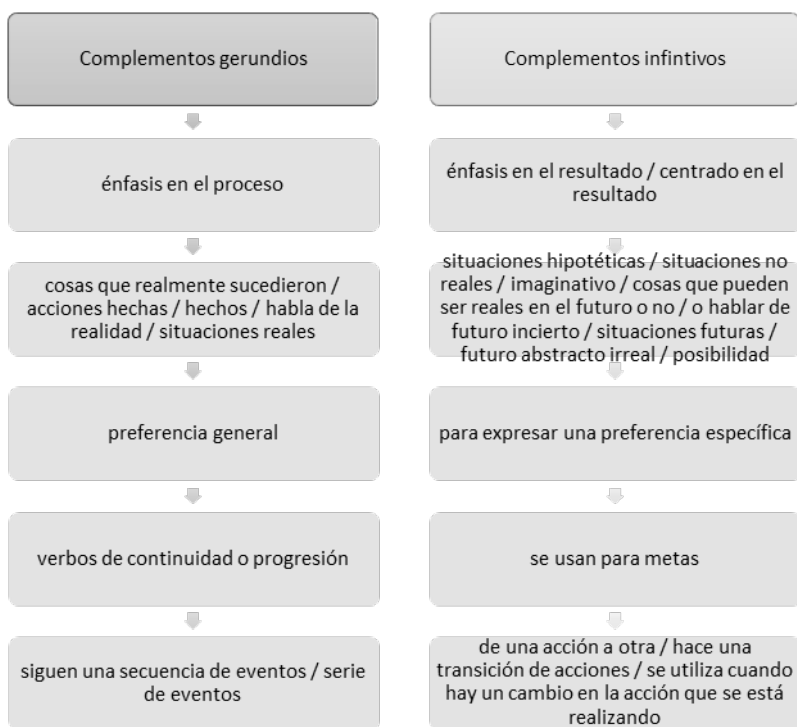 Complementos gerundios
énfasis en el proceso
cosas que realmente sucedieron /
acciones hechas / hechos / habla de la
realidad / situaciones reales
preferencia general
verbos de continuidad o progresión
siguen una secuencia de eventos / serie
de eventos
Complementos infintivos
énfasis en el resultado / centrado en el
resultado
situaciones hipotéticas / situaciones no
reales / imaginativo / cosas que pueden
ser reales en el futuro o no / o hablar de
futuro incierto / situaciones futuras /
futuro abstracto irreal / posibilidad
para expresar una preferencia específica
se usan para metas
de una acción a otra / hace una
transición de acciones / se utiliza cuando
hay un cambio en la acción que se está
realizando